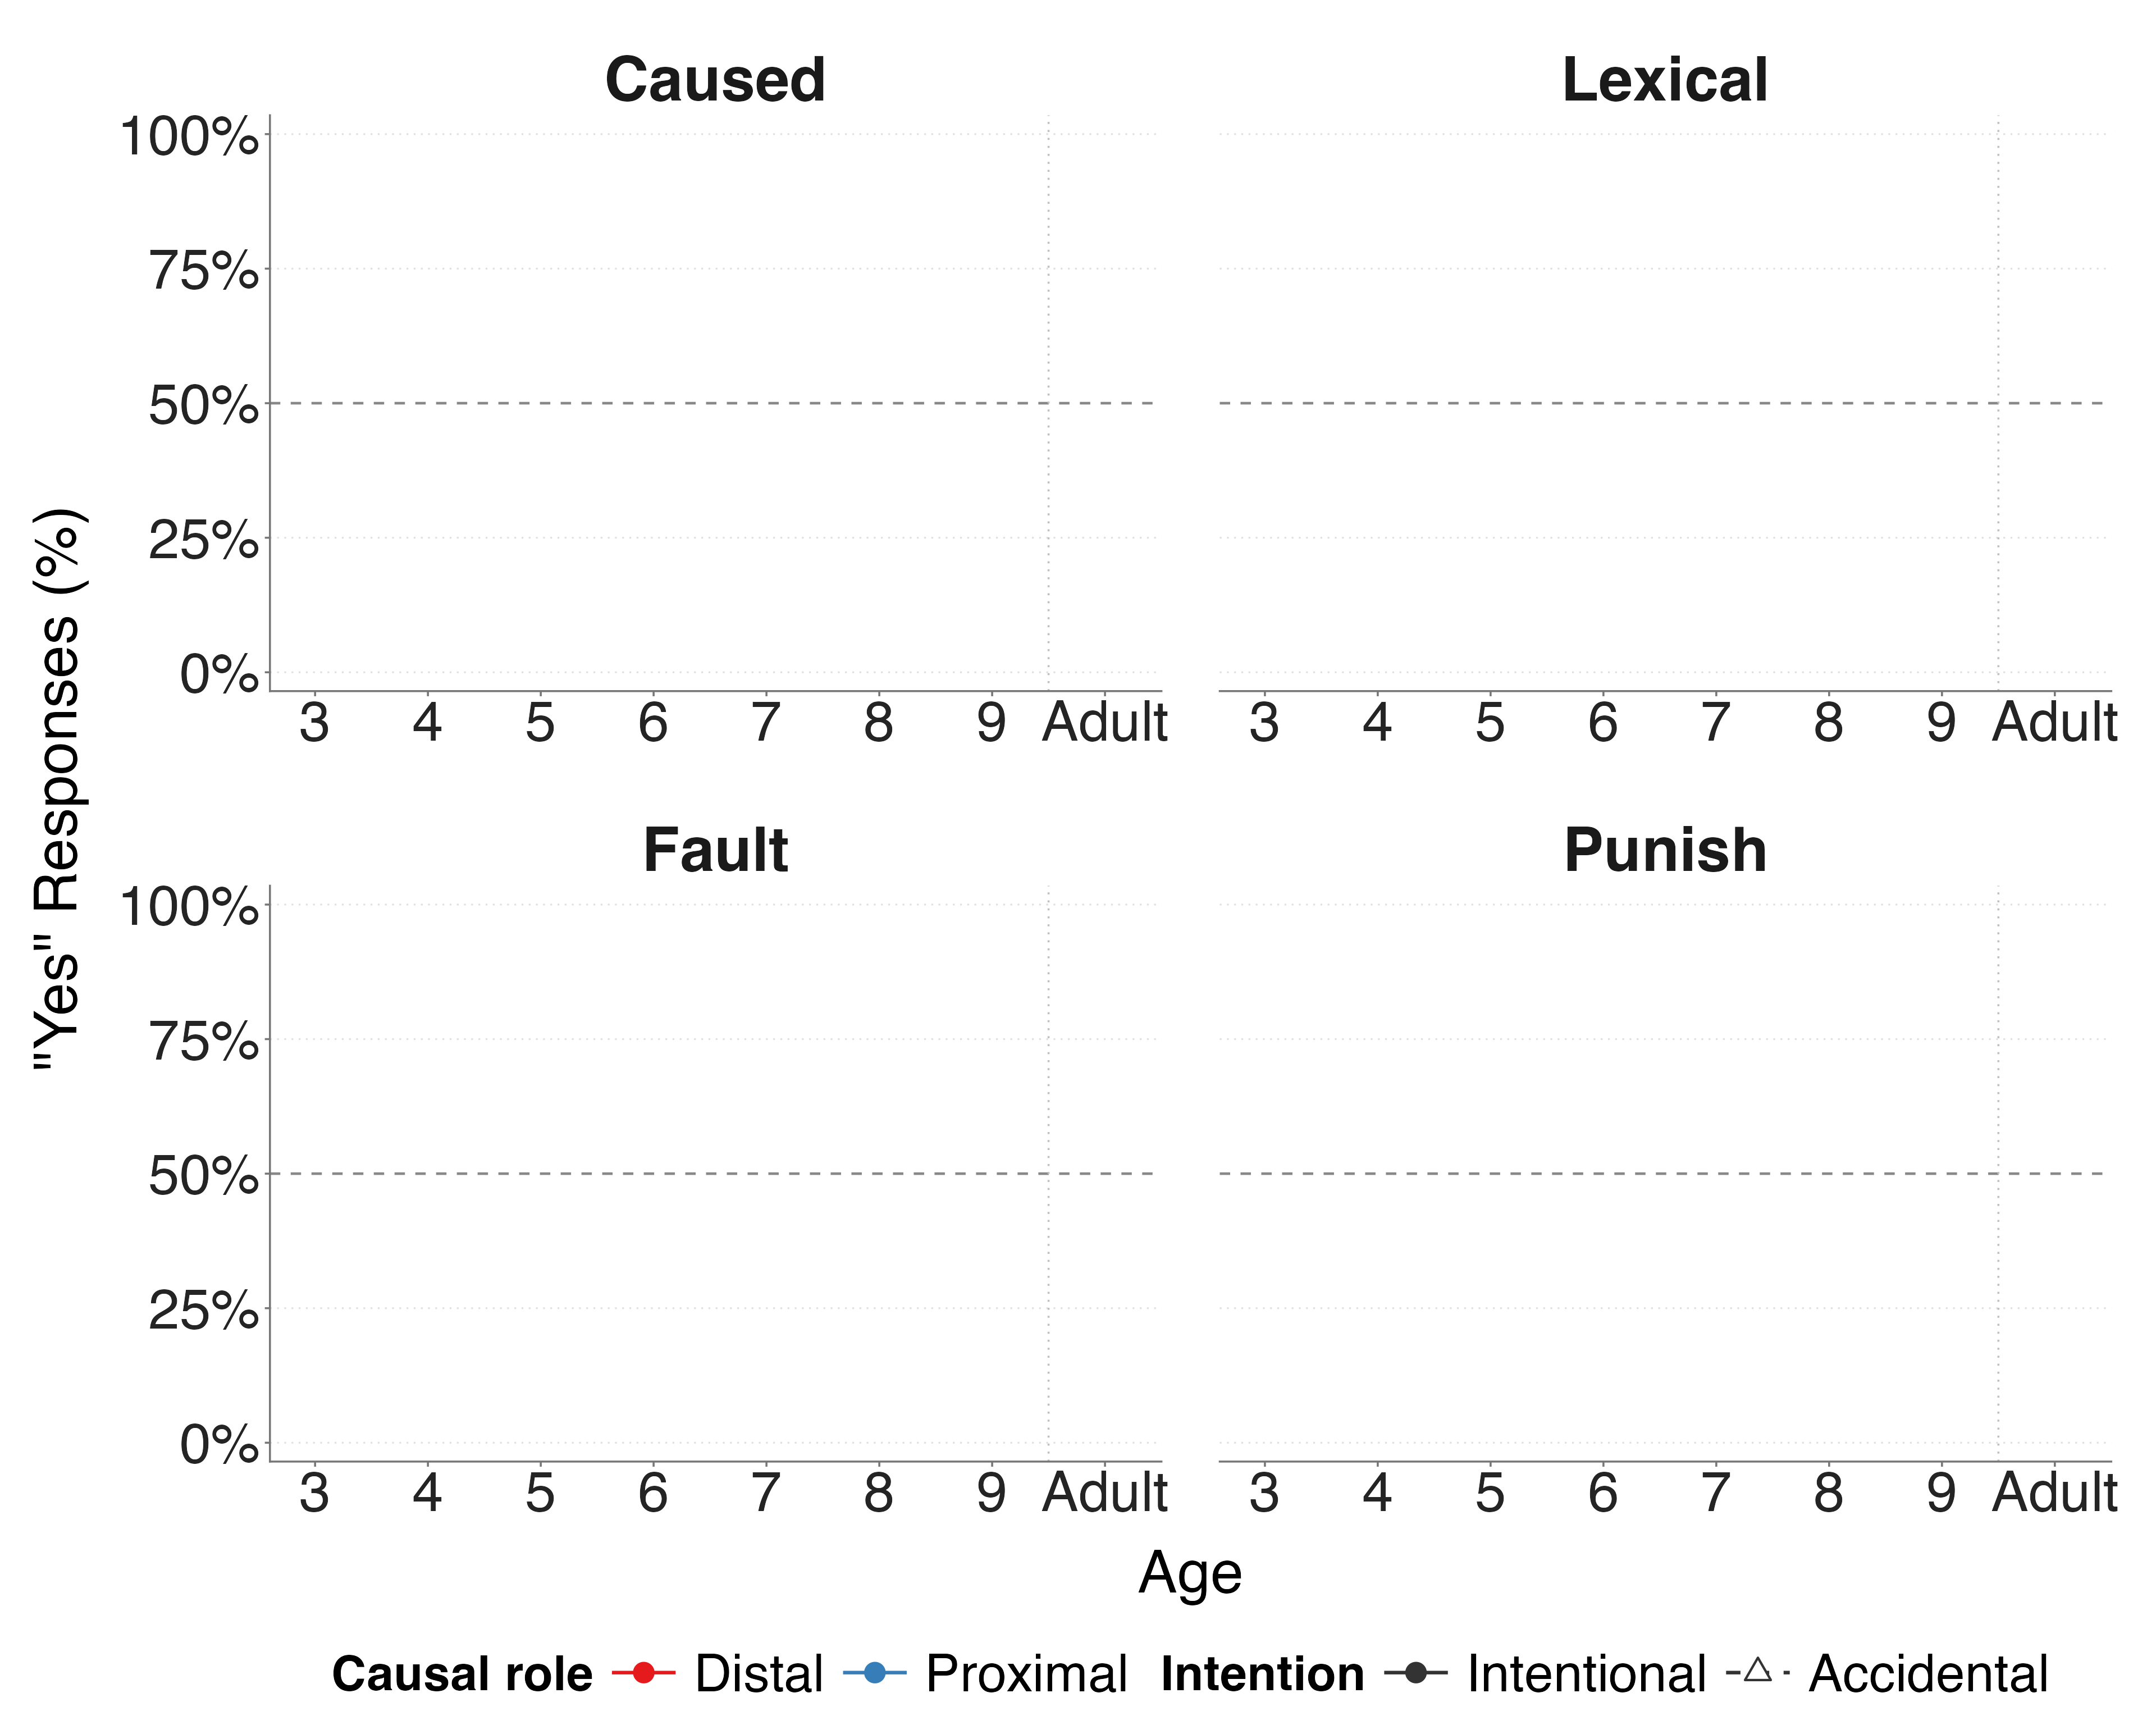 Caused
Lexical
100%
75%
50%
25%
0%
3 4 5 6 7 8 9 Adult
3 4 5 6 7 8 9 Adult
"Yes" Responses (%)
Fault
Punish
100%
75%
50%
25%
0%
3 4 5 6 7 8 9 Adult
3 4 5 6 7 8 9 Adult
Age
Causal role Distal Proximal Intention Intentional Accidental